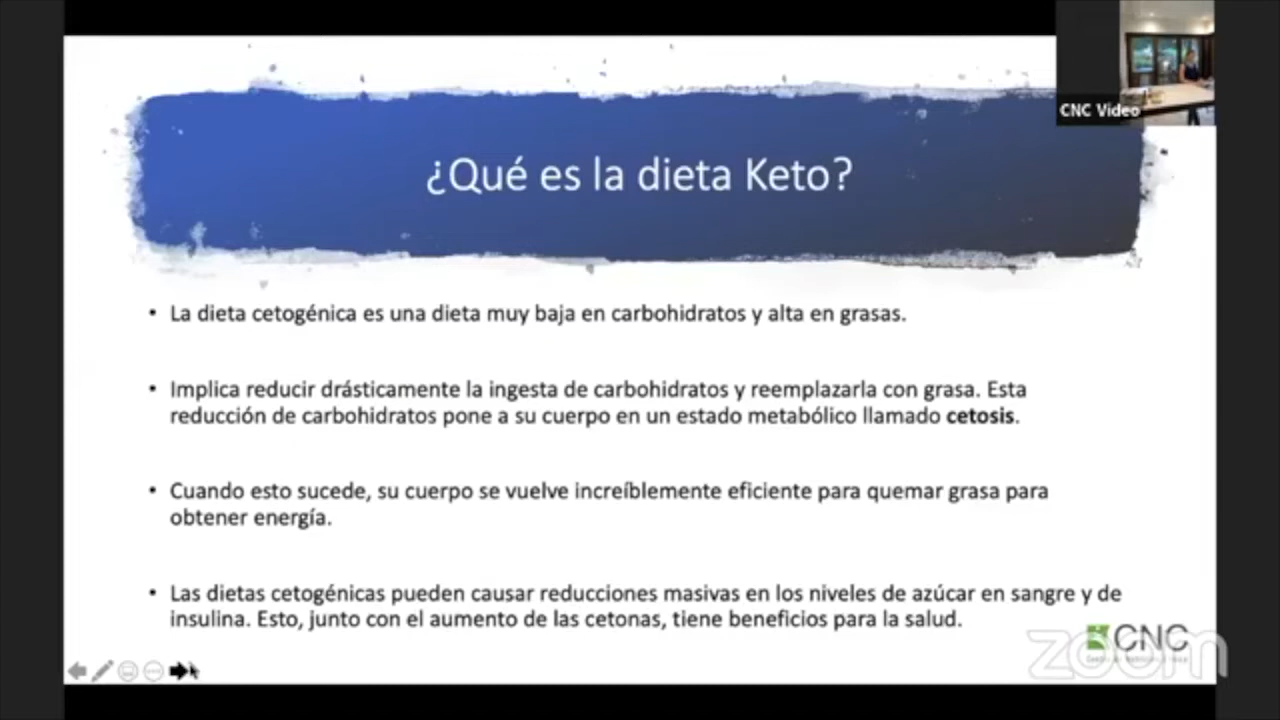 CNC Video
¿Qué es la dieta Keto?
• La dieta cetogénica es una dieta muy baja en carbohidratos y alta en grasas.
• Implica reducir drásticamente la ingesta de carbohidratos y reemplazarla con grasa. Esta
reducción de carbohidratos pone a su cuerpo en un estado metabólico llamado cetosis.
• Cuando esto sucede, su cuerpo se vuelve increíblemente eficiente para quemar grasa para
obtener energía.
• Las dietas cetogénicas pueden causar reducciones masivas en los niveles de azúcar en sangre y de
insulina. Esto, junto con el aumento de las cetonas, tiene beneficios para la salud.
CNC
zoom